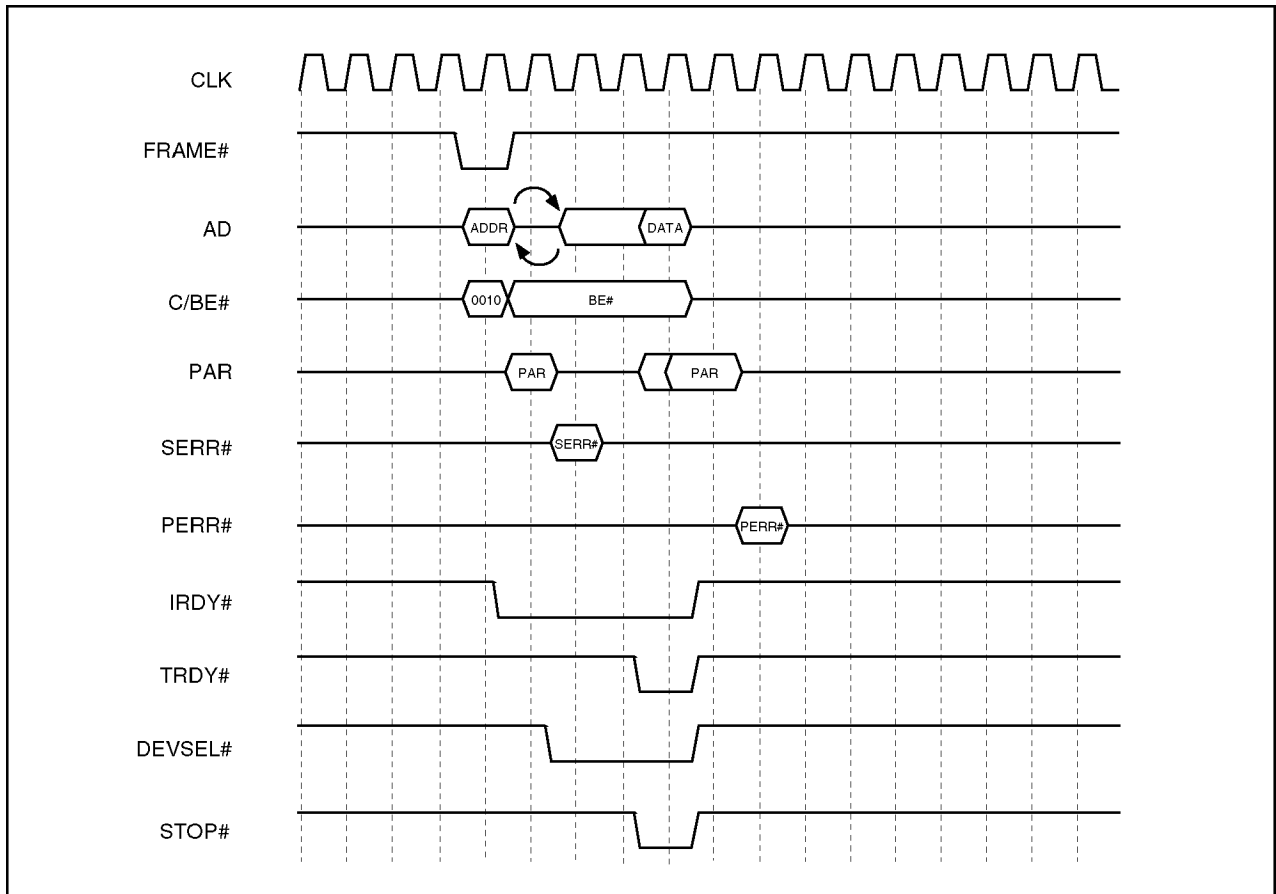 CLK
FRAME#
AD
ADDR
DATA
C/BE#
0010
BE#
PAR
PAR
PAR
SERR#
SERR#
PERR#
PERR#
IRDY#
TRDY#
DEVSEL#
STOP#